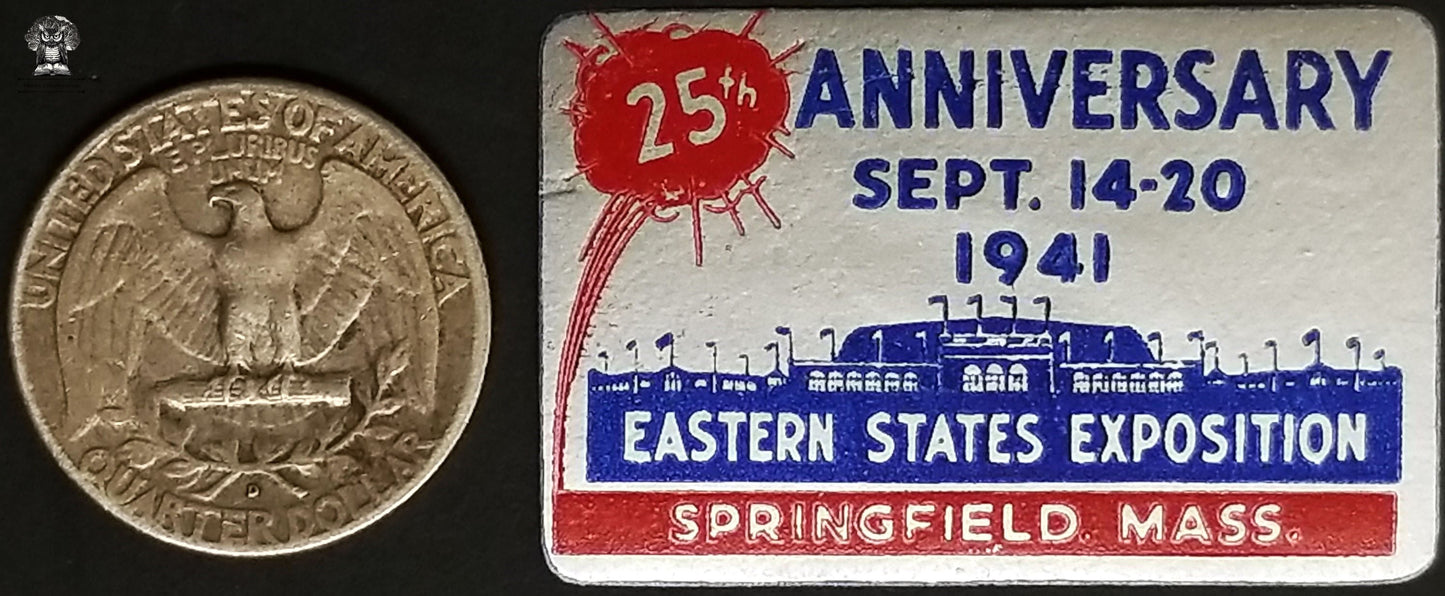 UNITED STATES OF AMERICA
E PLURIBUS
UNUM
D
QUARTER DOLLAR
25th ANNIVERSARY
SEPT. 14-20
1941
EASTERN STATES EXPOSITION
SPRINGFIELD. MASS.